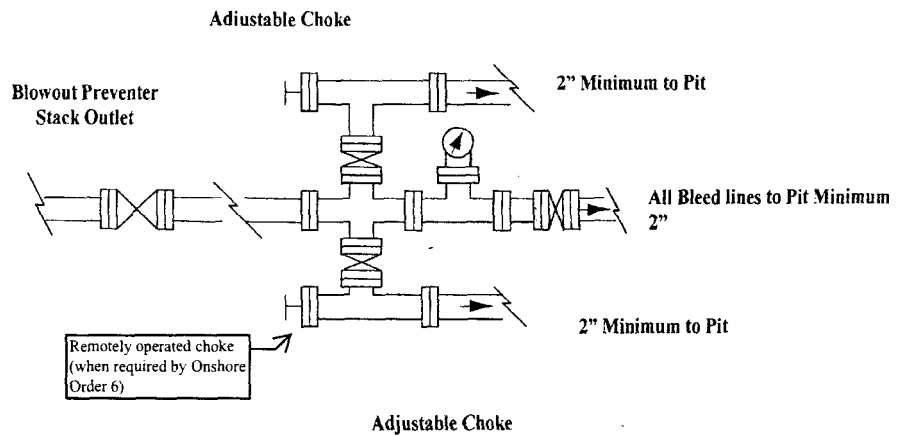 Adjustable Choke
2” Minimum to Pit
Blowout Preventer
Stack Outlet
All Bleed lines to Pit Minimum
2”
2” Minimum to Pit
Remotely operated choke
(when required by Onshore
Order 6)
Adjustable Choke